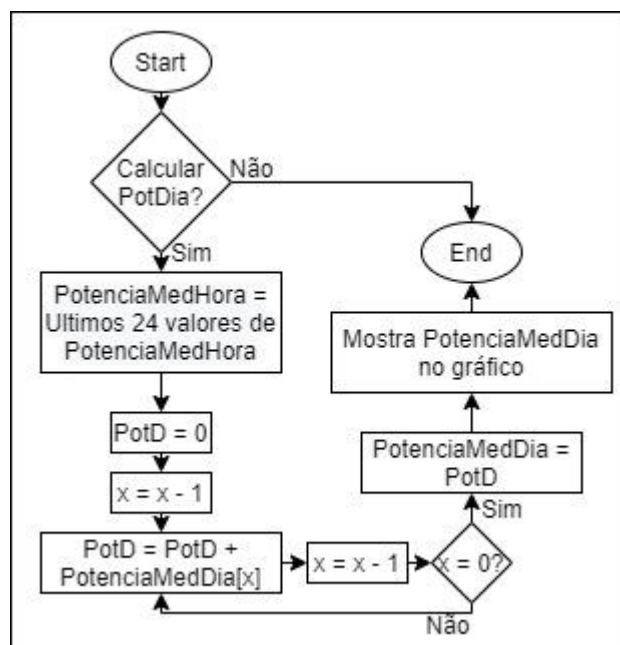 Start
Calcular
PotDia?
Não
Sim
End
PotenciaMedHora =
Ultimos 24 valores de
PotenciaMedHora
Mostra PotenciaMedDia
no gráfico
PotD = 0
PotenciaMedDia =
PotD
x = x - 1
Sim
PotD = PotD +
PotenciaMedDia[x]
x = x - 1
x = 0?
Não